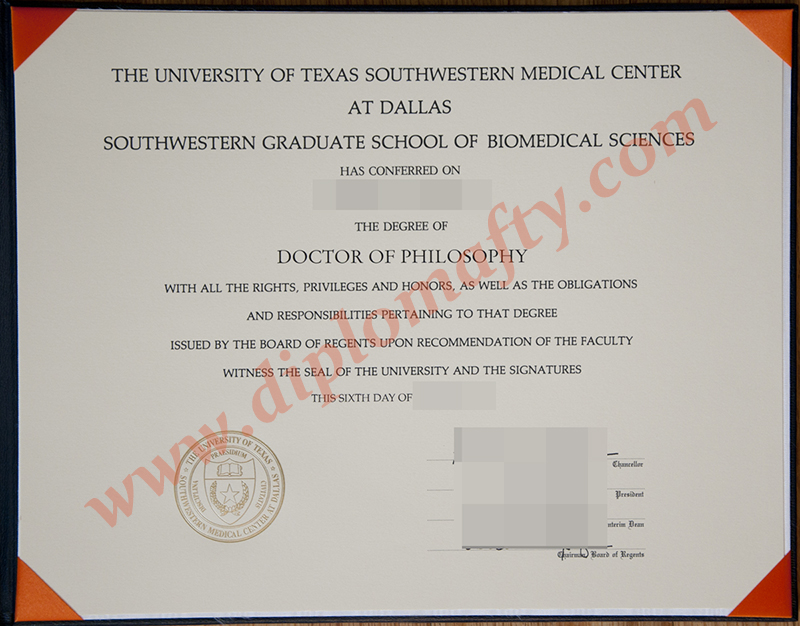 THE UNIVERSITY OF TEXAS SOUTHWESTERN MEDICAL CENTER
AT DALLAS
SOUTHWESTERN GRADUATE SCHOOL OF BIOMEDICAL SCIENCES
HAS CONFERRED ON
THE DEGREE OF
DOCTOR OF PHILOSOPHY
WITH ALL THE RIGHTS, PRIVILEGES AND HONORS, AS WELL AS THE OBLIGATIONS
AND RESPONSIBILITIES PERTAINING TO THAT DEGREE
ISSUED BY THE BOARD OF REGENTS UPON RECOMMENDATION OF THE FACULTY
WITNESS THE SEAL OF THE UNIVERSITY AND THE SIGNATURES
THIS SIXTH DAY OF
www.diplomafty.com
THE UNIVERSITY OF TEXAS
SOUTHWESTERN MEDICAL CENTER AT DALLAS
PRAESIDIUM
DISCIPLINA
CIVITATIS
Chancellor
President
nterim Dean
Chairman Board of Regents